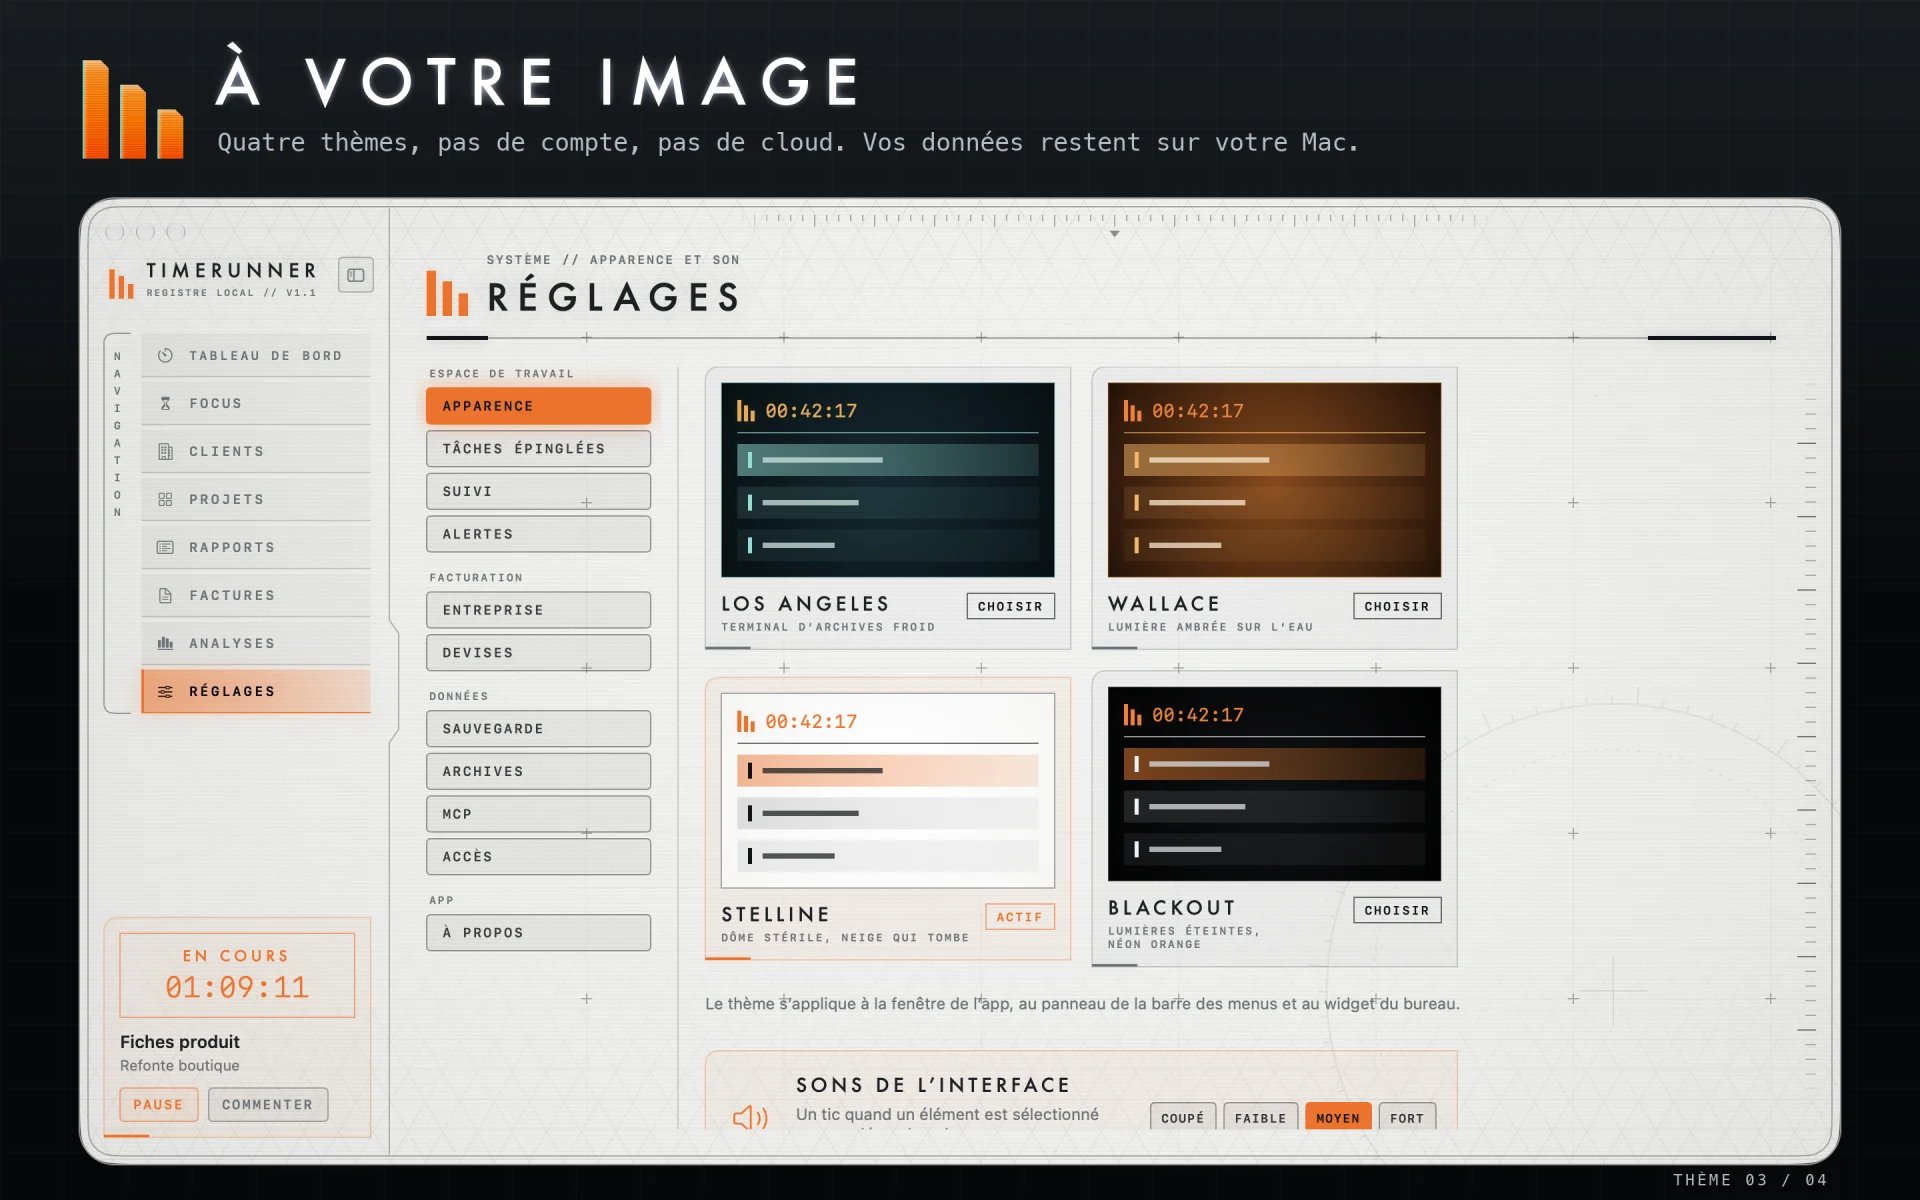 À VOTRE IMAGE
Quatre thèmes, pas de compte, pas de cloud. Vos données restent sur votre Mac.
TIMERUNNER
REGISTRE LOCAL // V1.1
NAVIGATION
TABLEAU DE BORD
FOCUS
CLIENTS
PROJETS
RAPPORTS
FACTURES
ANALYSES
RÉGLAGES
EN COURS
01:09:11
Fiches produit
Refonte boutique
PAUSE
COMMENTER
SYSTÈME // APPARENCE ET SON
RÉGLAGES
ESPACE DE TRAVAIL
APPARENCE
TÂCHES ÉPINGLÉES
SUIVI
ALERTES
FACTURATION
ENTREPRISE
DEVISES
DONNÉES
SAUVEGARDE
ARCHIVES
MCP
ACCÈS
APP
À PROPOS
00:42:17
LOS ANGELES
CHOISIR
TERMINAL D'ARCHIVES FROID
00:42:17
WALLACE
CHOISIR
LUMIÈRE AMBRÉE SUR L'EAU
00:42:17
STELLINE
ACTIF
DÔME STÉRILE, NEIGE QUI TOMBE
00:42:17
BLACKOUT
CHOISIR
LUMIÈRES ÉTEINTES,
NÉON ORANGE
Le thème s'applique à la fenêtre de l'app, au panneau de la barre des menus et au widget du bureau.
SONS DE L'INTERFACE
Un tic quand un élément est sélectionné
COUPÉ
FAIBLE
MOYEN
FORT
THÈME 03 / 04